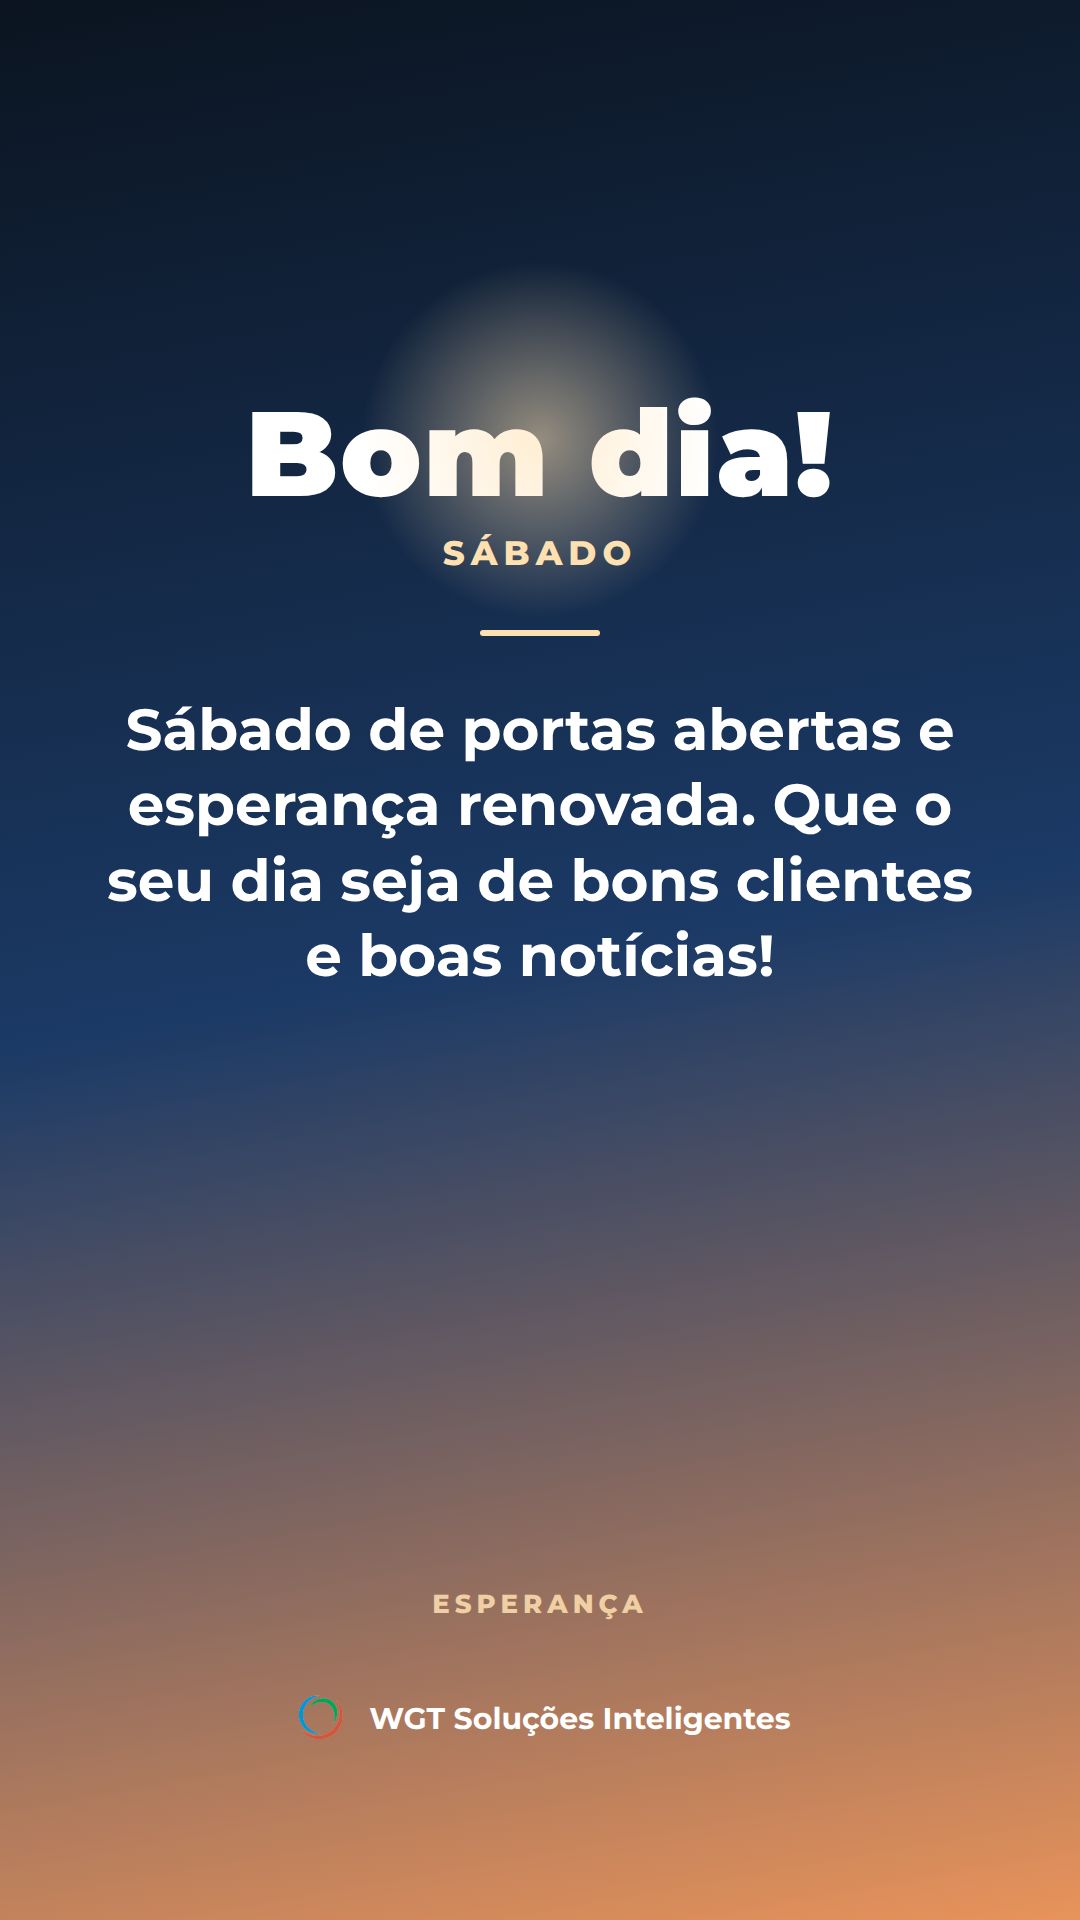 Bom dia!
SÁBADO
Sábado de portas abertas e
esperança renovada. Que o
seu dia seja de bons clientes
e boas notícias!
ESPERANÇA
WGT Soluções Inteligentes